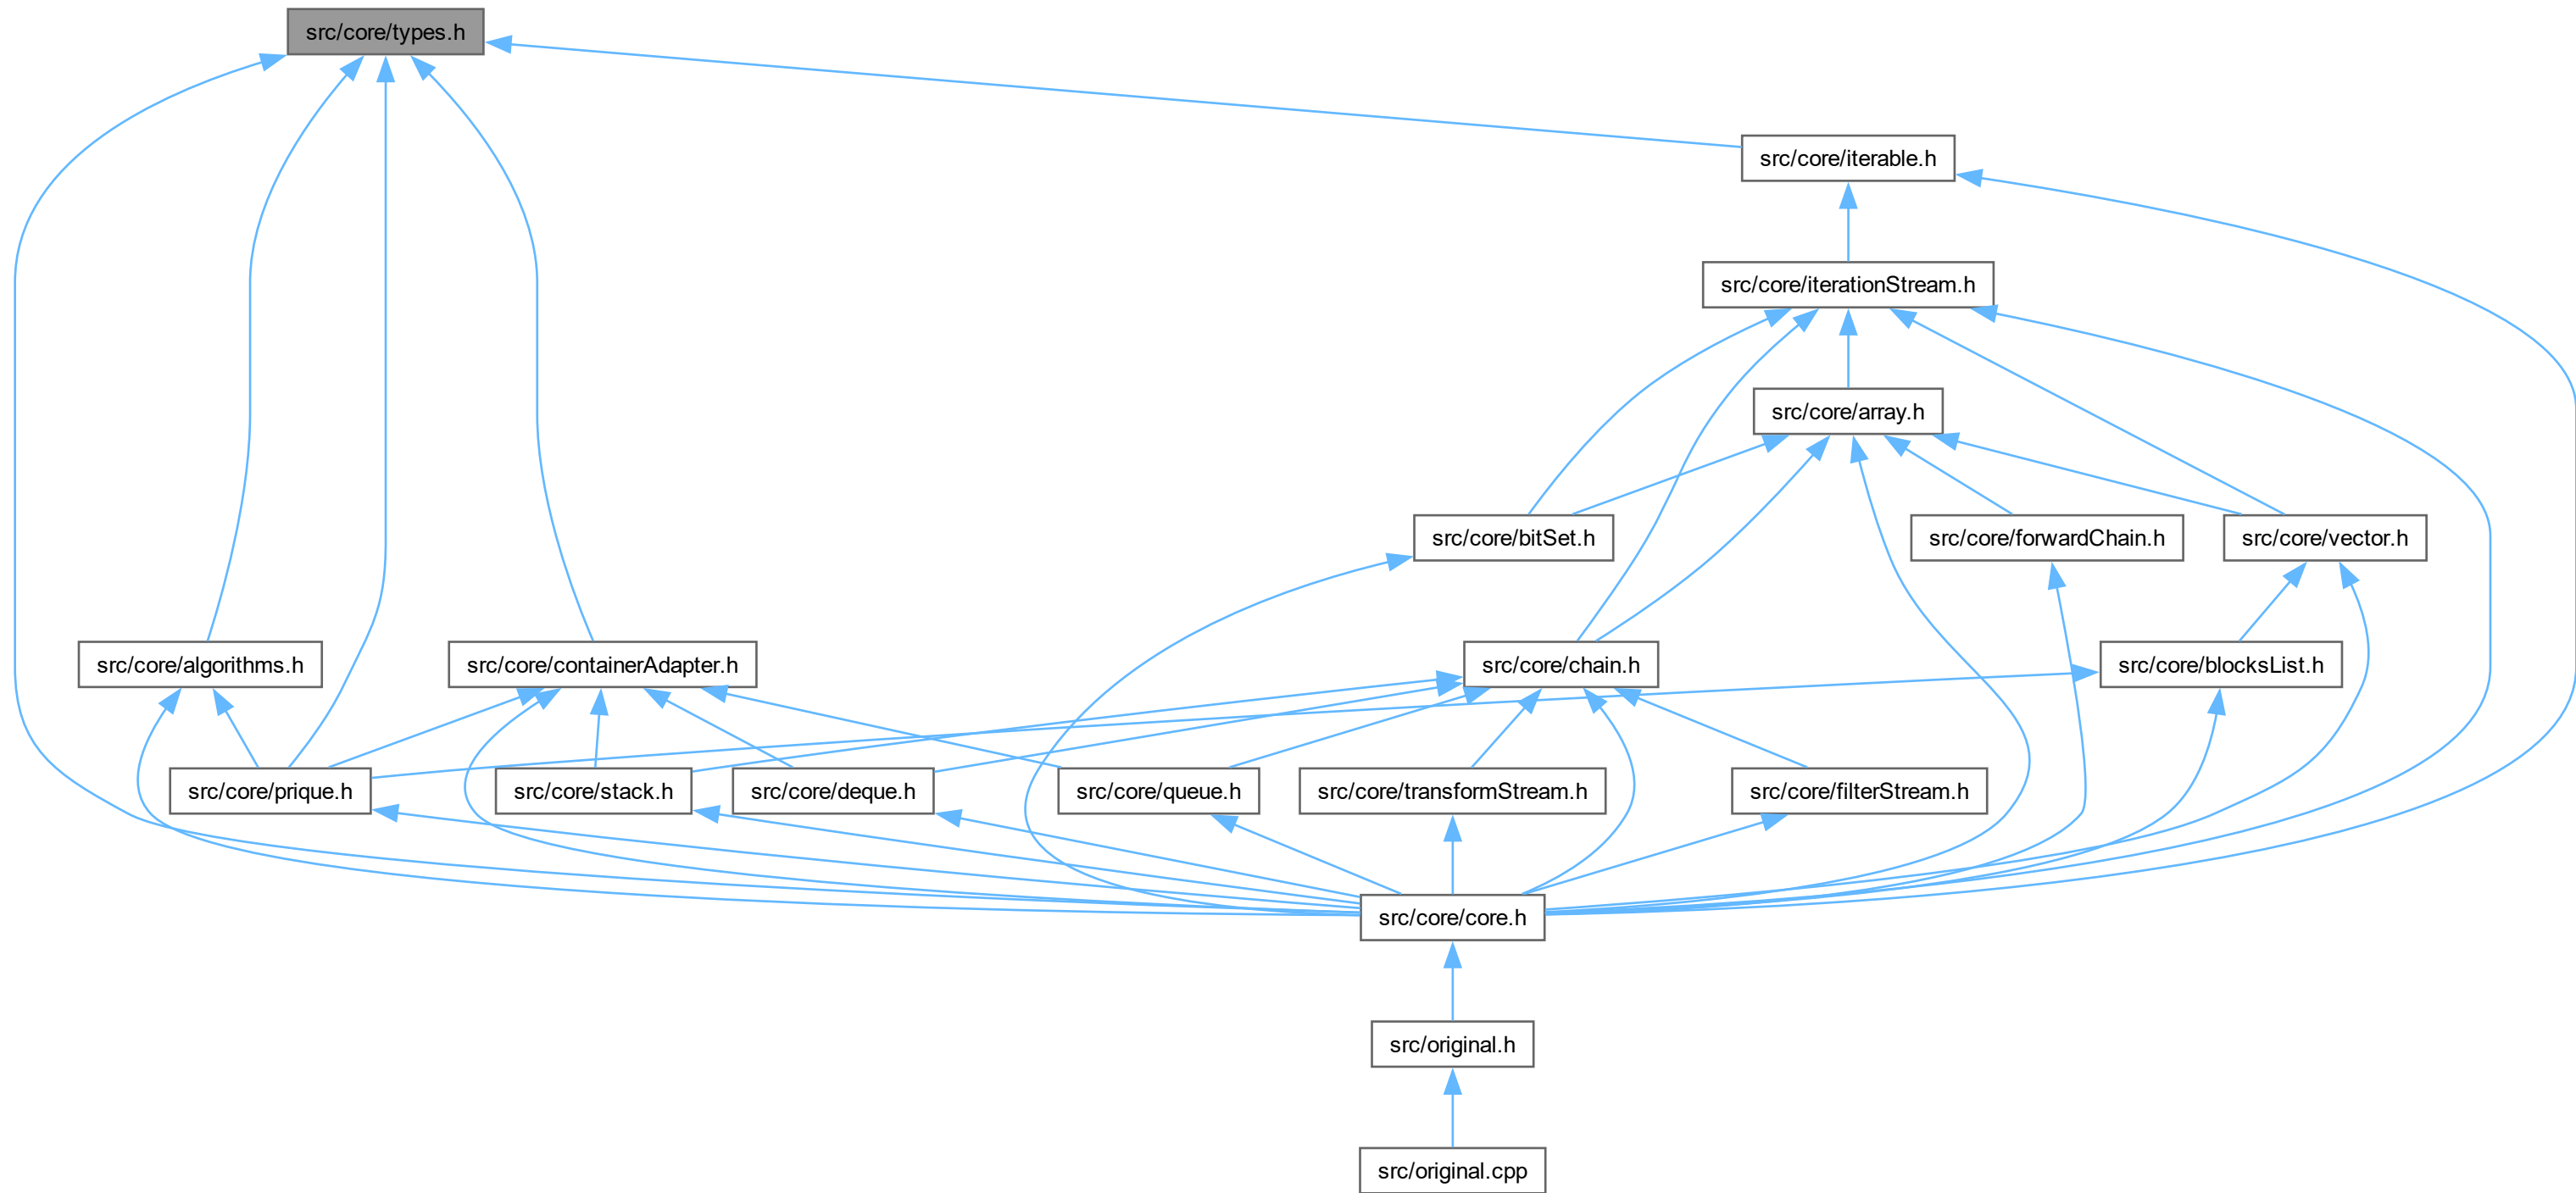 src/core/types.h
src/core/iterable.h
src/core/iterationStream.h
src/core/array.h
src/core/bitSet.h
src/core/forwardChain.h
src/core/vector.h
src/core/algorithms.h
src/core/containerAdapter.h
src/core/chain.h
src/core/blocksList.h
src/core/prique.h
src/core/stack.h
src/core/deque.h
src/core/queue.h
src/core/transformStream.h
src/core/filterStream.h
src/core/core.h
src/original.h
src/original.cpp